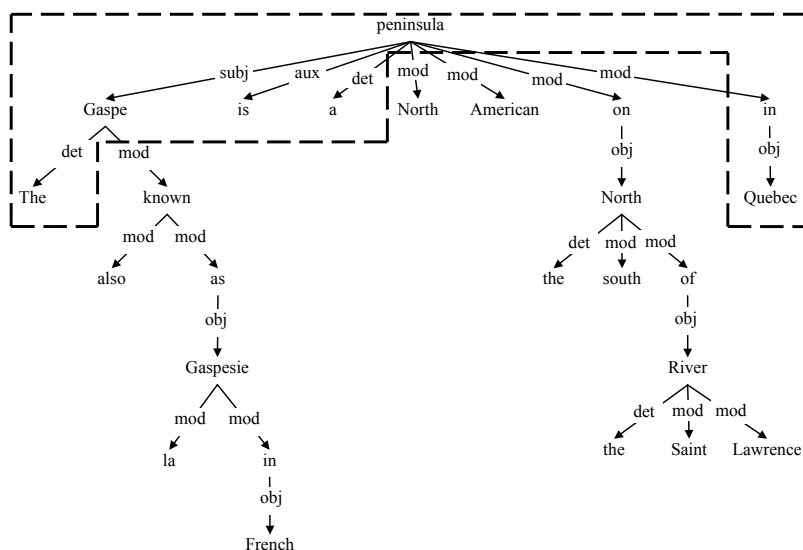 peninsula
subj aux det mod mod mod mod
Gaspe is a North American on in
det mod obj obj
The known North Quebec
mod mod det mod mod
also as the south of
obj obj
Gaspesie River
mod mod det mod mod
la in the Saint Lawrence
obj
French